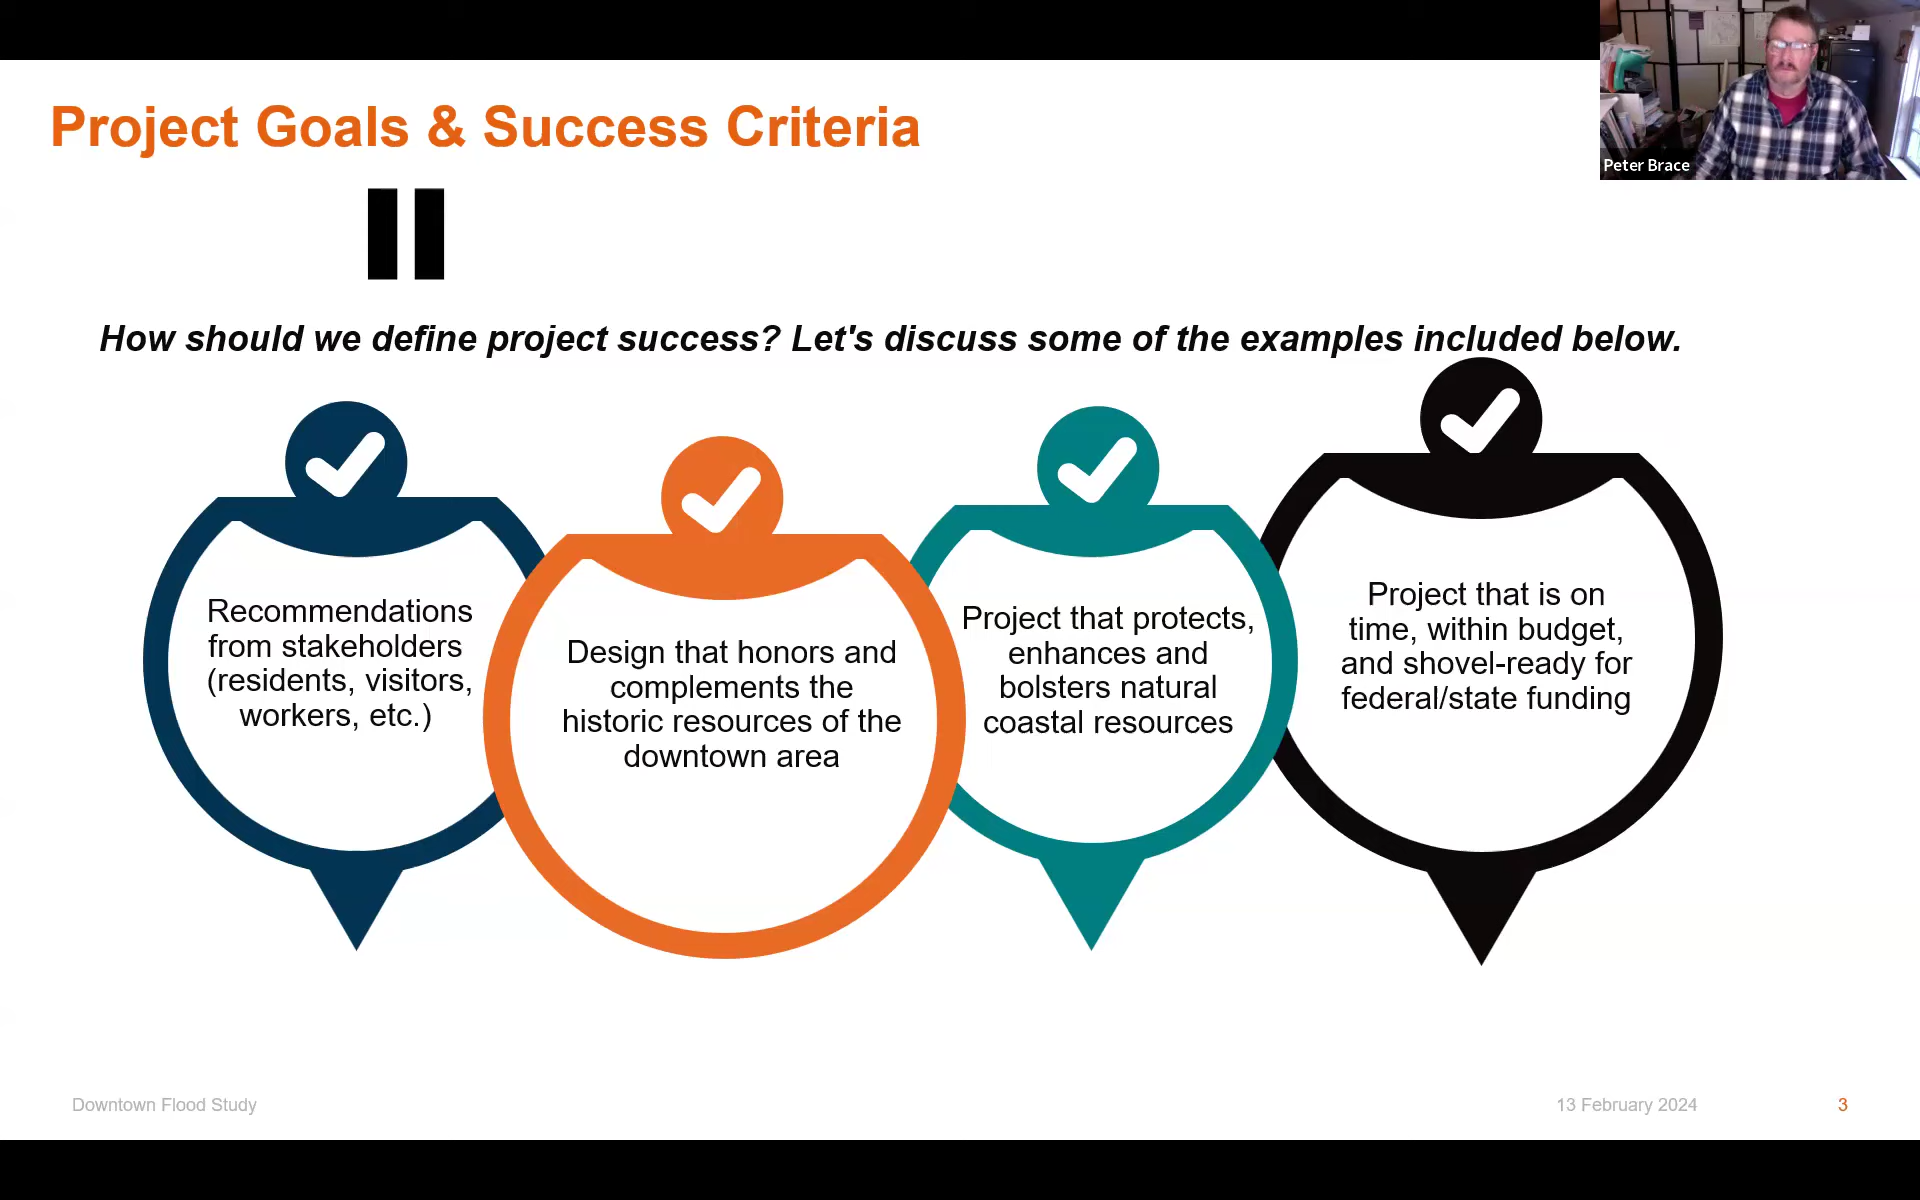 Project Goals & Success Criteria
Peter Brace
How should we define project success? Let's discuss some of the examples included below.
Recommendations
from stakeholders
(residents, visitors,
workers, etc.)
Design that honors and
complements the
historic resources of the
downtown area
Project that protects,
enhances and
bolsters natural
coastal resources
Project that is on
time, within budget,
and shovel-ready for
federal/state funding
Downtown Flood Study
13 February 2024
3